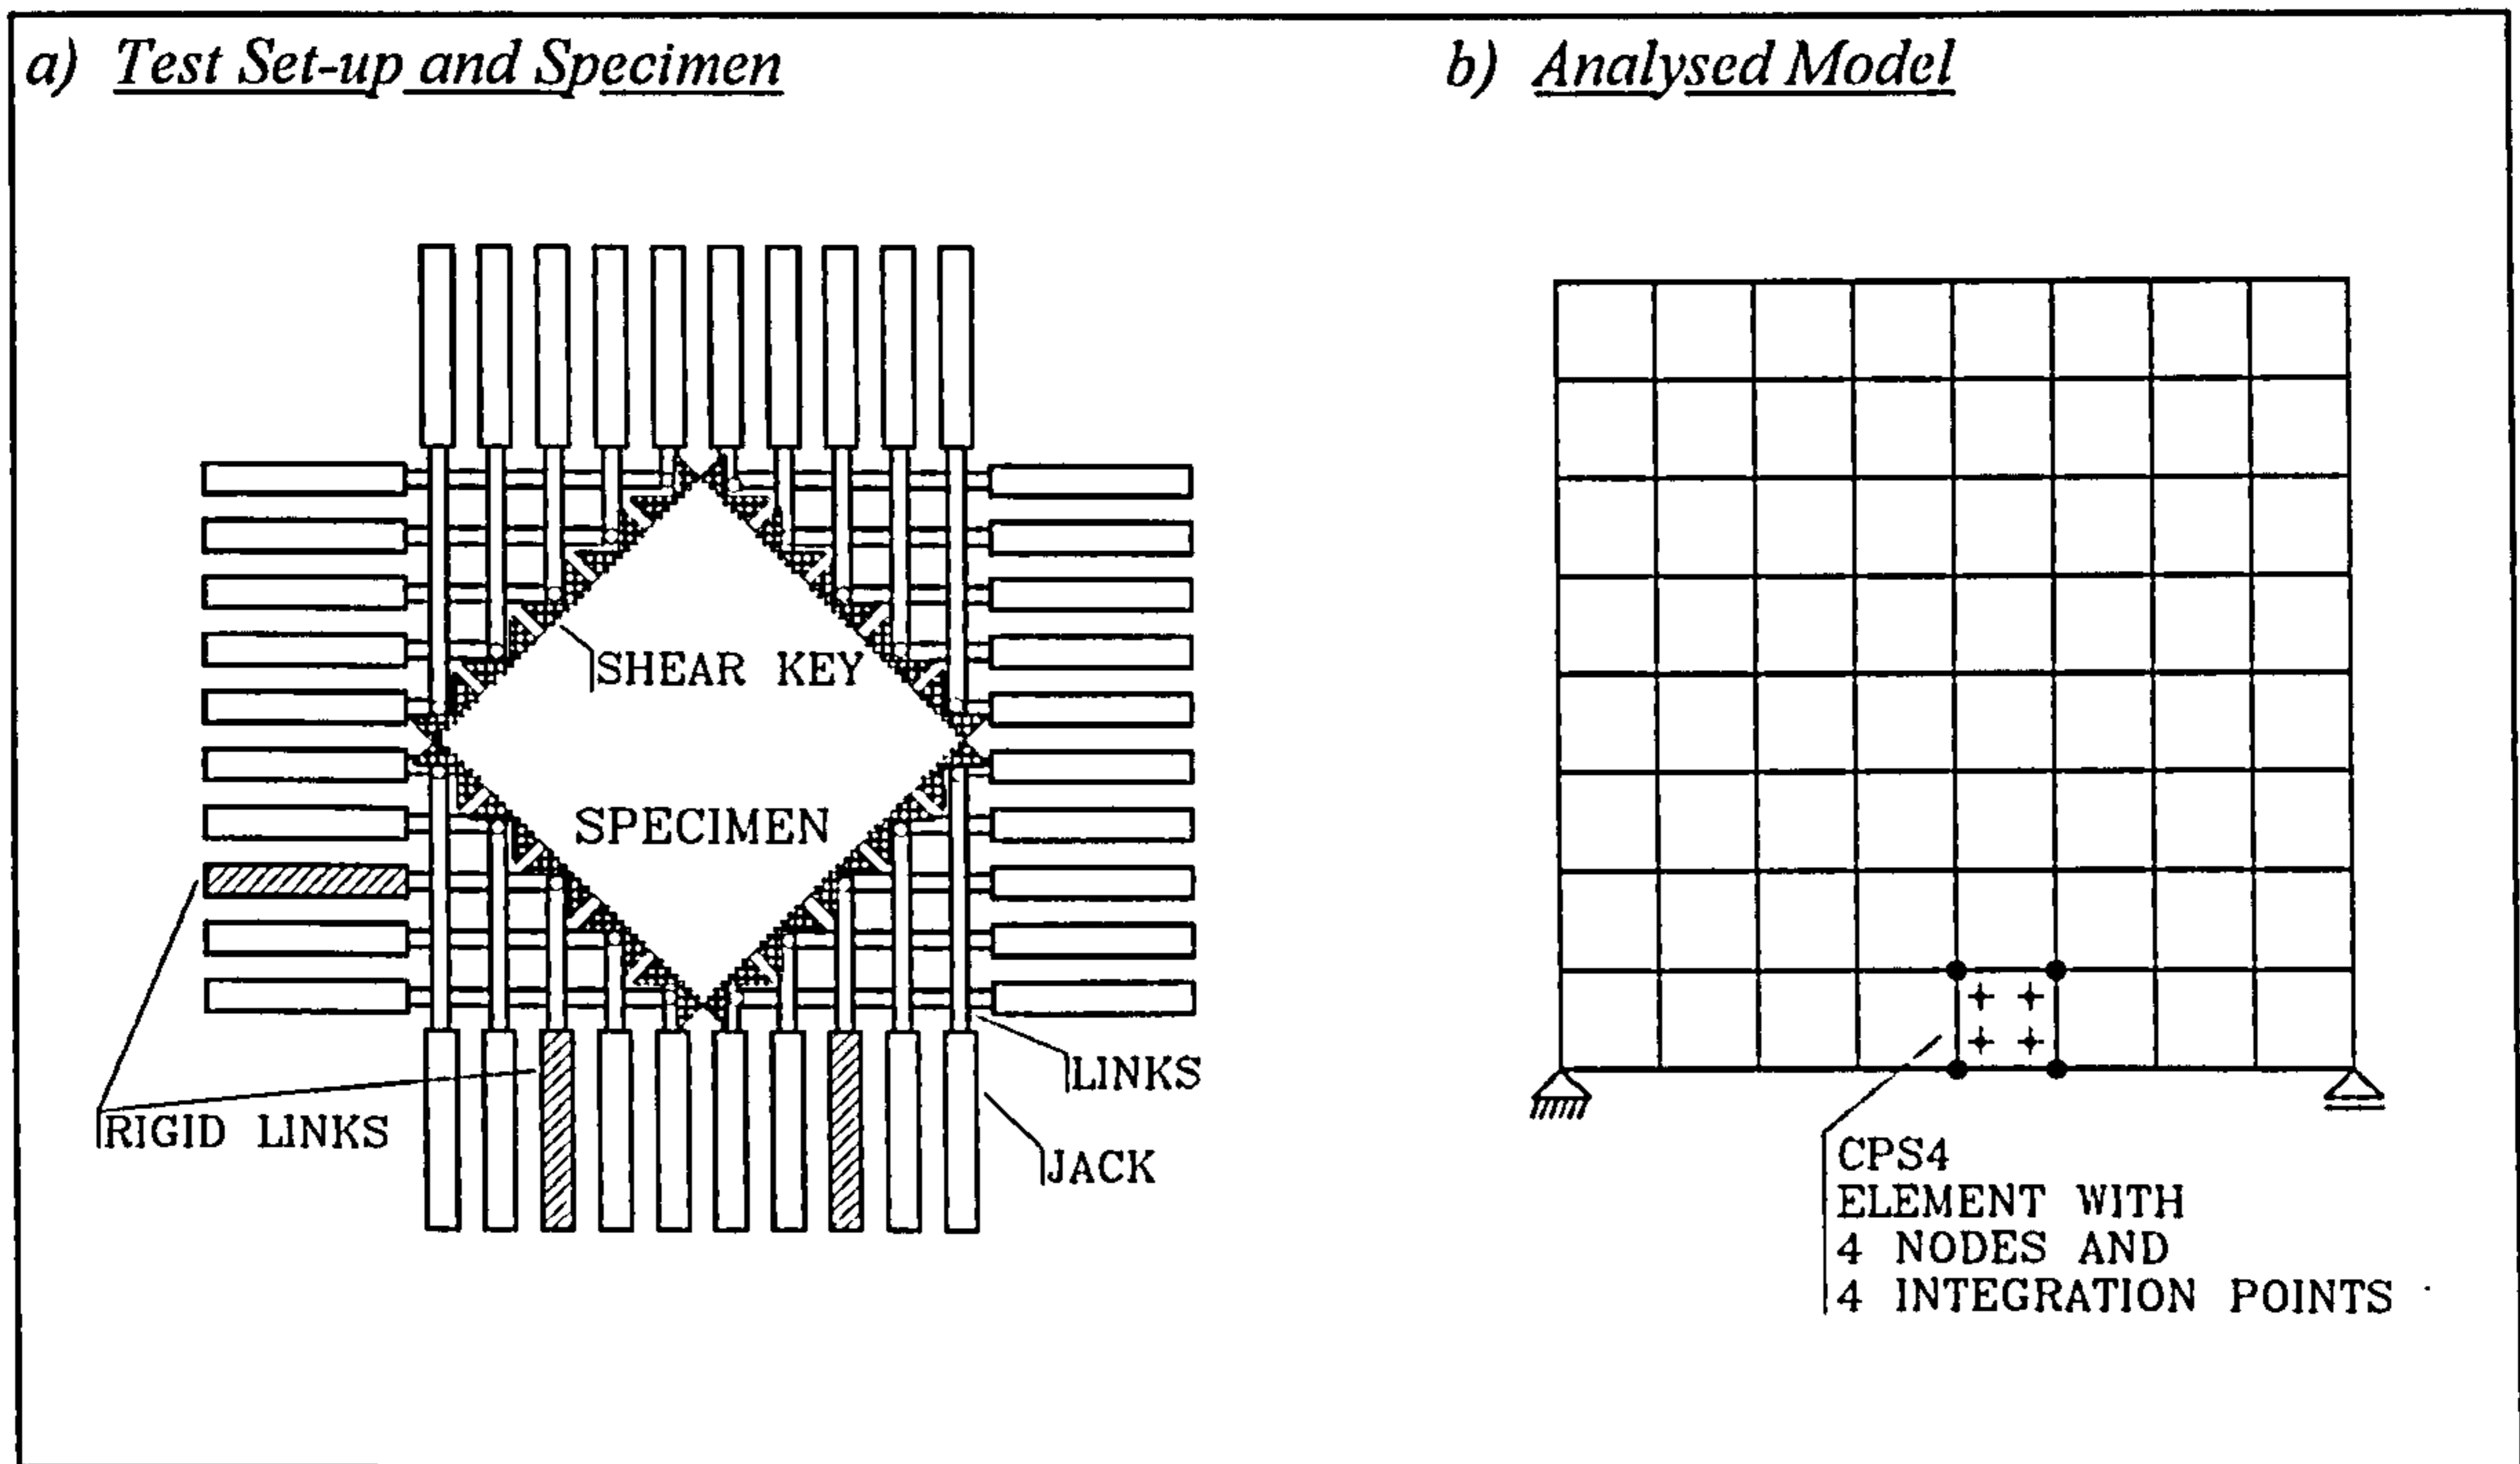 a) Test Set-up and Specimen
b) Analysed Model
SHEAR KEY
SPECIMEN
LINKS
RIGID LINKS
JACK
CPS4
ELEMENT WITH
4 NODES AND
4 INTEGRATION POINTS